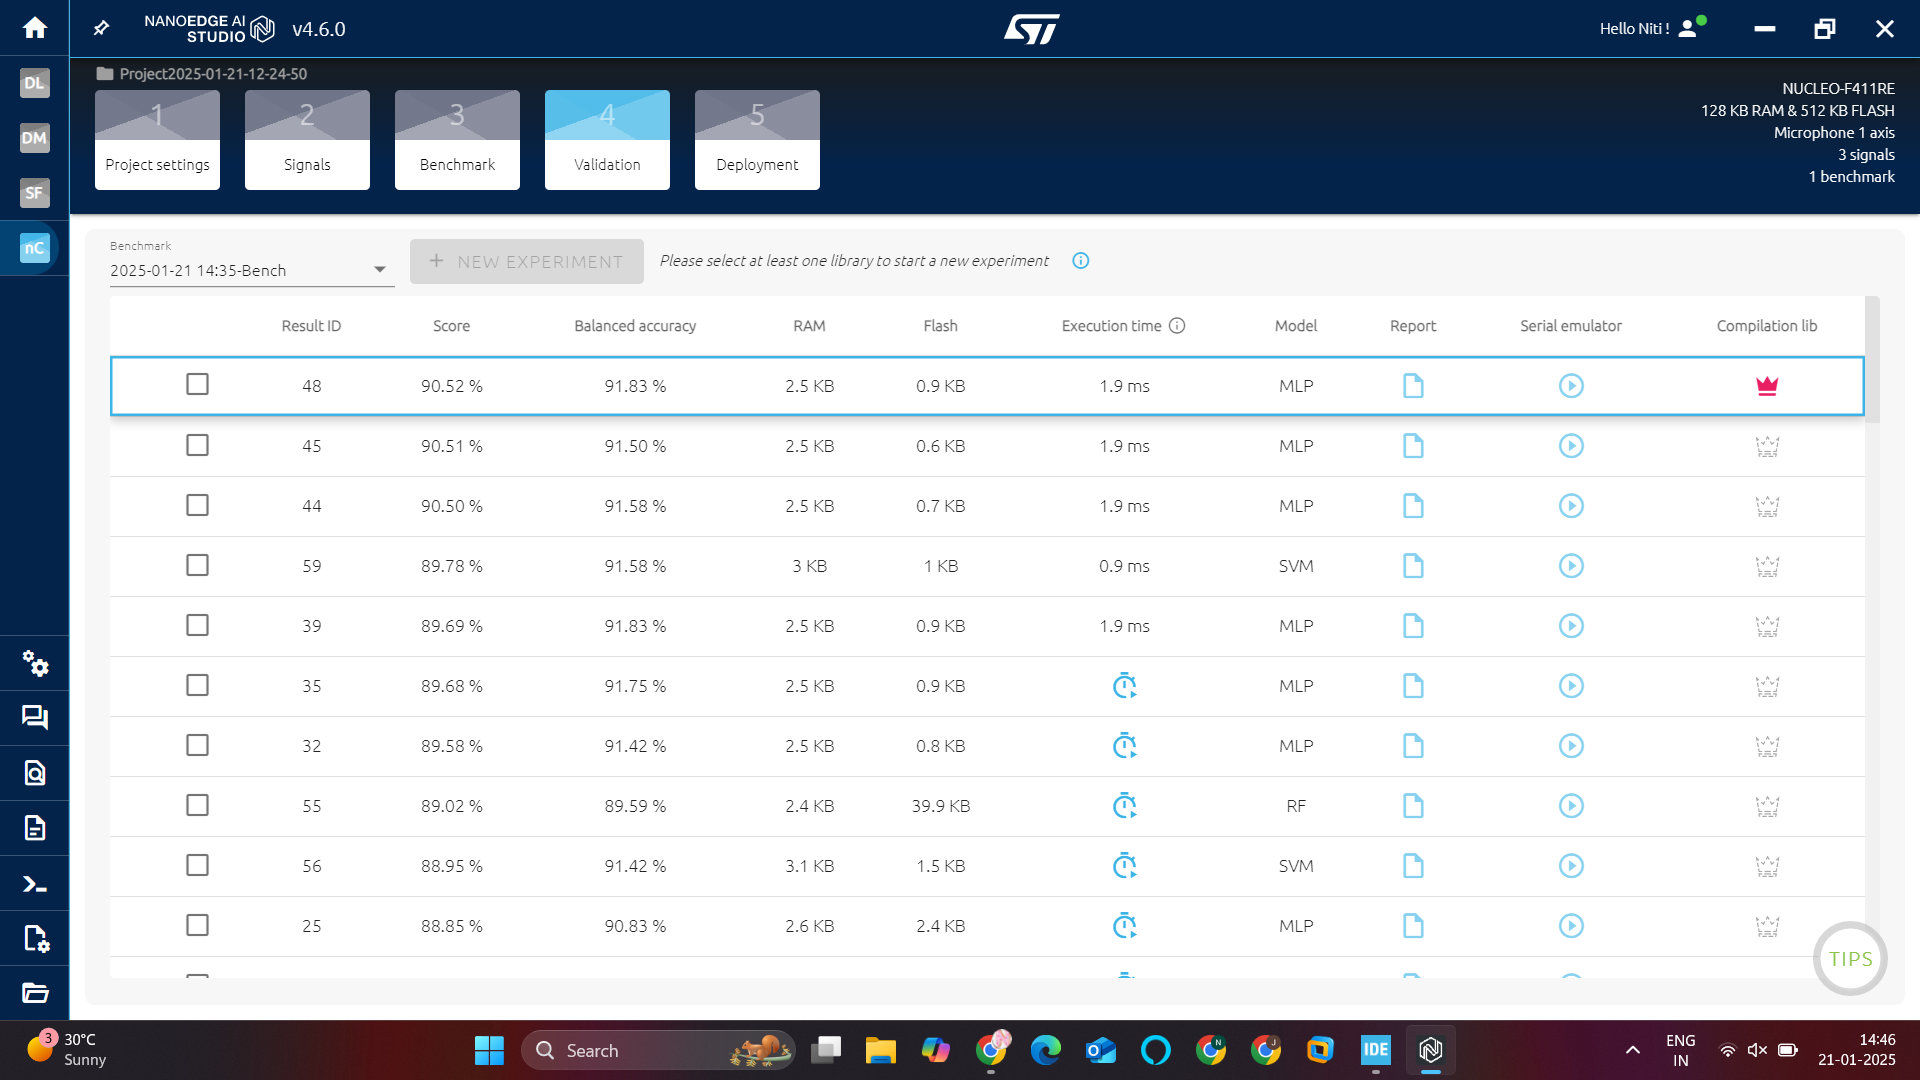 NANOEDGE AI
STUDIO
v4.6.0
Hello Niti !
DL
DM
SF
nC
Project2025-01-21-12-24-50
1
Project settings
2
Signals
3
Benchmark
4
Validation
5
Deployment
NUCLEO-F411RE
128 KB RAM & 512 KB FLASH
Microphone 1 axis
3 signals
1 benchmark
Benchmark
2025-01-21 14:35-Bench
+ NEW EXPERIMENT
Please select at least one library to start a new experiment
Result ID Score Balanced accuracy RAM Flash Execution time Model Report Serial emulator Compilation lib
48 90.52 % 91.83 % 2.5 KB 0.9 KB 1.9 ms MLP
45 90.51 % 91.50 % 2.5 KB 0.6 KB 1.9 ms MLP
44 90.50 % 91.58 % 2.5 KB 0.7 KB 1.9 ms MLP
59 89.78 % 91.58 % 3 KB 1 KB 0.9 ms SVM
39 89.69 % 91.83 % 2.5 KB 0.9 KB 1.9 ms MLP
35 89.68 % 91.75 % 2.5 KB 0.9 KB MLP
32 89.58 % 91.42 % 2.5 KB 0.8 KB MLP
55 89.02 % 89.59 % 2.4 KB 39.9 KB RF
56 88.95 % 91.42 % 3.1 KB 1.5 KB SVM
25 88.85 % 90.83 % 2.6 KB 2.4 KB MLP
TIPS
3
30°C
Sunny
Search
N
J
IDE
ENG
IN
14:46
21-01-2025